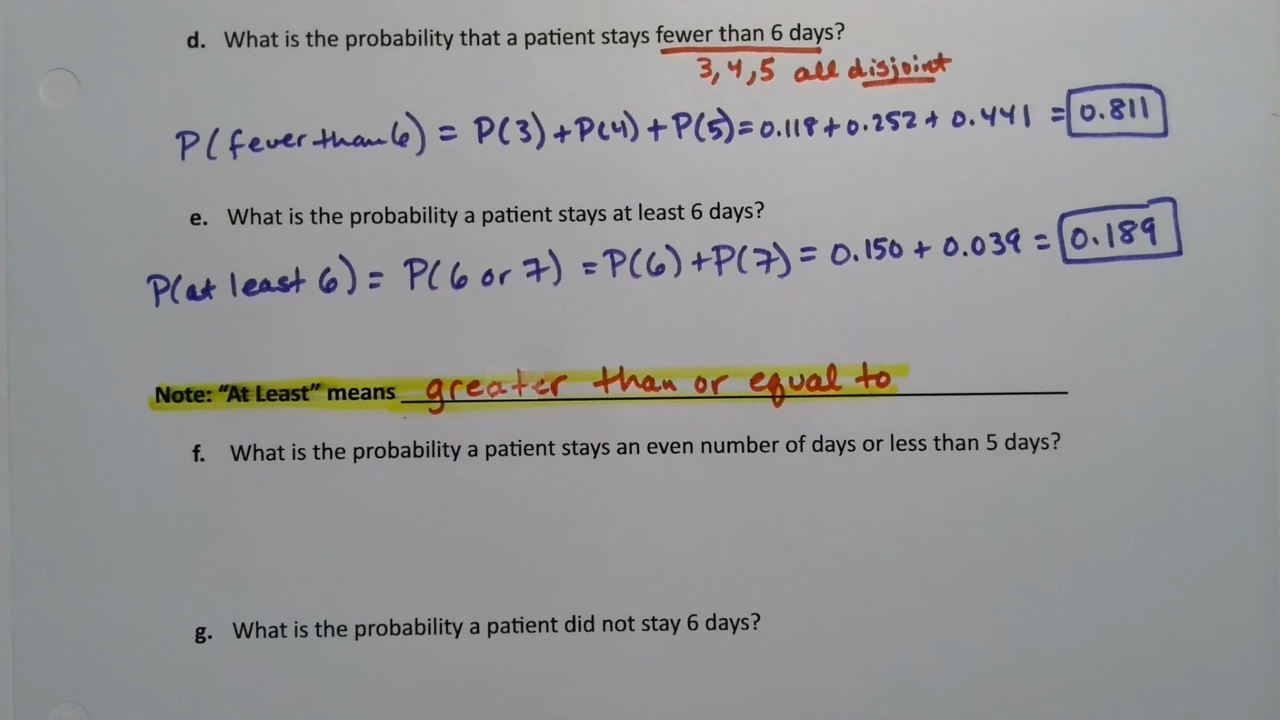 d. What is the probability that a patient stays fewer than 6 days?
3, 4, 5 all disjoint
P(fewer than 6) = P(3) + P(4) + P(5) = 0.118 + 0.252 + 0.441 = 0.811
e. What is the probability a patient stays at least 6 days?
P(at least 6) = P(6 or 7) = P(6) + P(7) = 0.150 + 0.039 = 0.189
Note: “At Least” means greater than or equal to
f. What is the probability a patient stays an even number of days or less than 5 days?
g. What is the probability a patient did not stay 6 days?